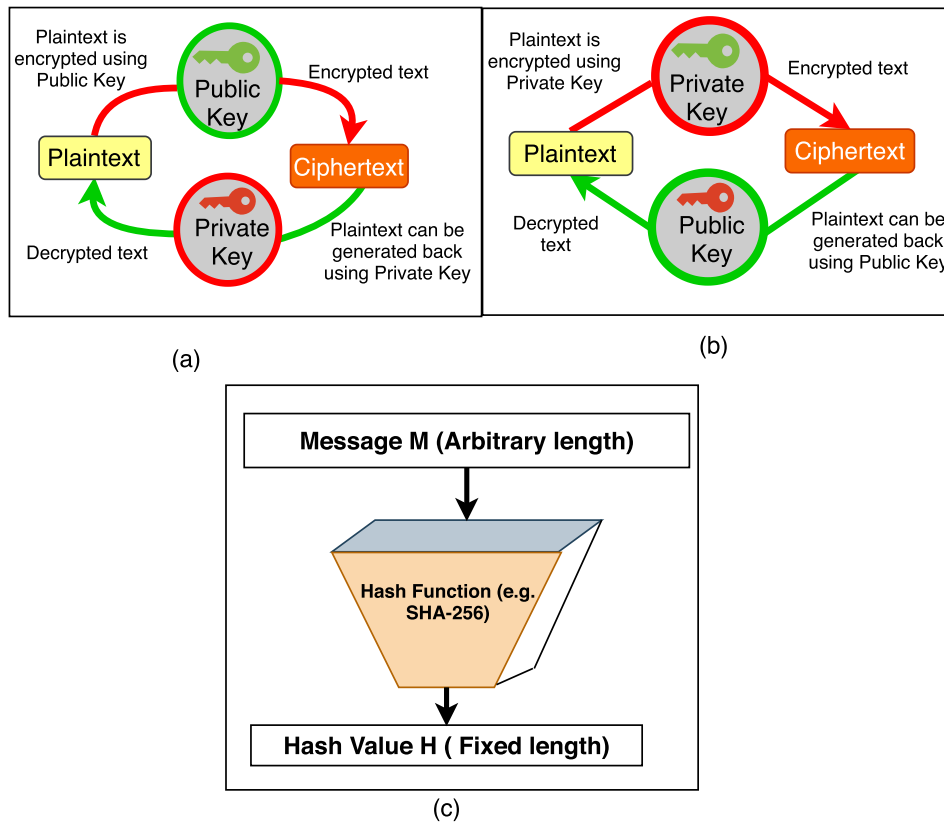 Plaintext is
encrypted using
Public Key
Public
Key
Encrypted text
Plaintext
Ciphertext
Private
Key
Decrypted text
Plaintext can be
generated back
using Private Key
(a)
Plaintext is
encrypted using
Private Key
Private
Key
Encrypted text
Plaintext
Ciphertext
Public
Key
Decrypted
text
Plaintext can be
generated back
using Public Key
(b)
Message M (Arbitrary length)
Hash Function (e.g.
SHA-256)
Hash Value H ( Fixed length)
(c)